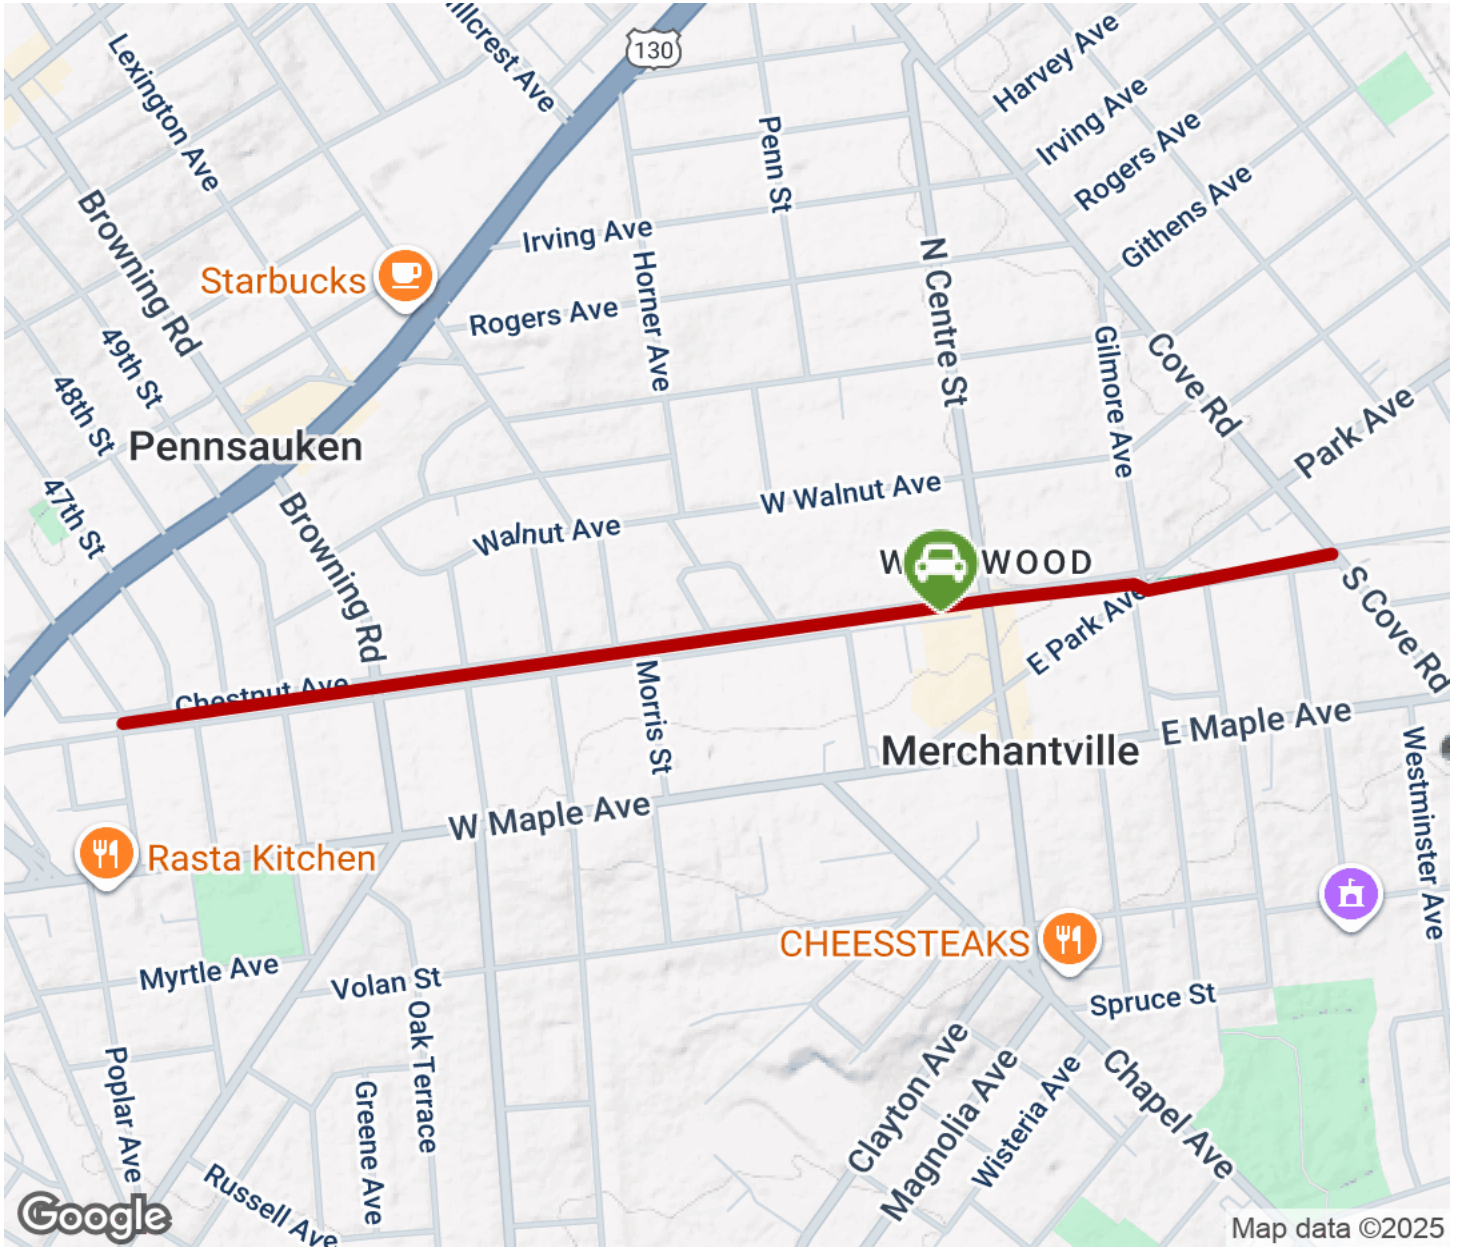 Hillcrest Ave
130
Harvey Ave
Lexington Ave
Penn St
Irving Ave
Rogers Ave
Browning Rd
Githens Ave
Irving Ave
N Centre St
Starbucks
Horner Ave
Rogers Ave
49th St
Gilmore Ave
Cove Rd
48th St
Park Ave
Pennsauken
47th St
Browning Rd
W Walnut Ave
Walnut Ave
WOOD
S Cove Rd
E Park Ave
Chestnut Ave
Morris St
E Maple Ave
Merchantville
Westminster Ave
W Maple Ave
Rasta Kitchen
CHEESSTEAKS
Myrtle Ave
Volan St
Spruce St
Oak Terrace
Clayton Ave
Magnolia Ave
Wisteria Ave
Chapel Ave
Poplar Ave
Greene Ave
Russell Ave
Google
Map data ©2025